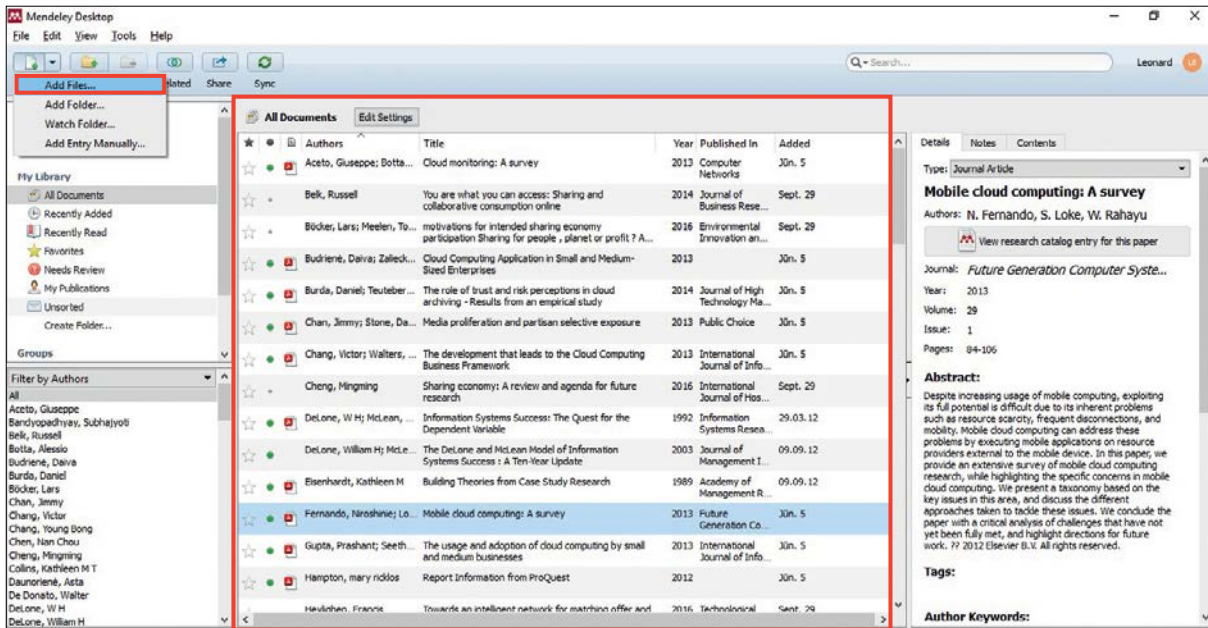 Mendeley Desktop
File Edit View Tools Help
Search...
Leonard
Add Files...
Add Folder...
Watch Folder...
Add Entry Manually...
Share
Sync
My Library
All Documents
Recently Added
Recently Read
Favorites
Needs Review
My Publications
Unsorted
Create Folder...
Groups
Filter by Authors
All
Aceto, Giuseppe
Bandyopadhyay, Subhajyoti
Belk, Russell
Botta, Alessio
Budrienė, Daiva
Burda, Daniel
Böcker, Lars
Chan, Jimmy
Chang, Victor
Chang, Young Bong
Chen, Nan Chou
Cheng, Mingming
Collins, Kathleen M T
Daunorienė, Asta
De Donato, Walter
DeLone, W H
DeLone, William H
All Documents Edit Settings
Authors Title Year Published In Added
Aceto, Giuseppe; Botta... Cloud monitoring: A survey 2013 Computer Jūn. 5
Networks
Belk, Russell You are what you can access: Sharing and 2014 Journal of Sept. 29
collaborative consumption online Business Rese...
Böcker, Lars; Meelen, To... motivations for intended sharing economy 2016 Environmental Sept. 29
participation Sharing for people , planet or profit ? A... Innovation an...
Budrienė, Daiva; Zalieck... Cloud Computing Application in Small and Medium- 2013 Jūn. 5
Sized Enterprises
Burda, Daniel; Teuteber... The role of trust and risk perceptions in cloud 2014 Journal of High Jūn. 5
archiving - Results from an empirical study Technology Ma...
Chan, Jimmy; Stone, Da... Media proliferation and partisan selective exposure 2013 Public Choice Jūn. 5
Chang, Victor; Walters, ... The development that leads to the Cloud Computing 2013 International Jūn. 5
Business Framework Journal of Info...
Cheng, Mingming Sharing economy: A review and agenda for future 2016 International Sept. 29
research Journal of Hos...
DeLone, W H; McLean, ... Information Systems Success: The Quest for the 1992 Information 29.03.12
Dependent Variable Systems Resea...
DeLone, William H; McLe... The DeLone and McLean Model of Information 2003 Journal of 09.09.12
Systems Success : A Ten-Year Update Management I...
Eisenhardt, Kathleen M Building Theories from Case Study Research 1989 Academy of 09.09.12
Management R...
Fernando, Niroshinie; Lo... Mobile cloud computing: A survey 2013 Future Jūn. 5
Generation Co...
Gupta, Prashant; Seeth... The usage and adoption of cloud computing by small 2013 International Jūn. 5
and medium businesses Journal of Info...
Hampton, mary ricklos Report Information from ProQuest 2012 Jūn. 5
Heylighen, Francis Towards an intelligent network for matching offer and 2016 Technological Sept. 29
Details Notes Contents
Type: Journal Article
Mobile cloud computing: A survey
Authors: N. Fernando, S. Loke, W. Rahayu
View research catalog entry for this paper
Journal: Future Generation Computer Syste...
Year: 2013
Volume: 29
Issue: 1
Pages: 84-106
Abstract:
Despite increasing usage of mobile computing, exploiting
its full potential is difficult due to its inherent problems
such as resource scarcity, frequent disconnections, and
mobility. Mobile cloud computing can address these
problems by executing mobile applications on resource
providers external to the mobile device. In this paper, we
provide an extensive survey of mobile cloud computing
research, while highlighting the specific concerns in mobile
cloud computing. We present a taxonomy based on the
key issues in this area, and discuss the different
approaches taken to tackle these issues. We conclude the
paper with a critical analysis of challenges that have not
yet been fully met, and highlight directions for future
work. ?? 2012 Elsevier B.V. All rights reserved.
Tags:
Author Keywords: